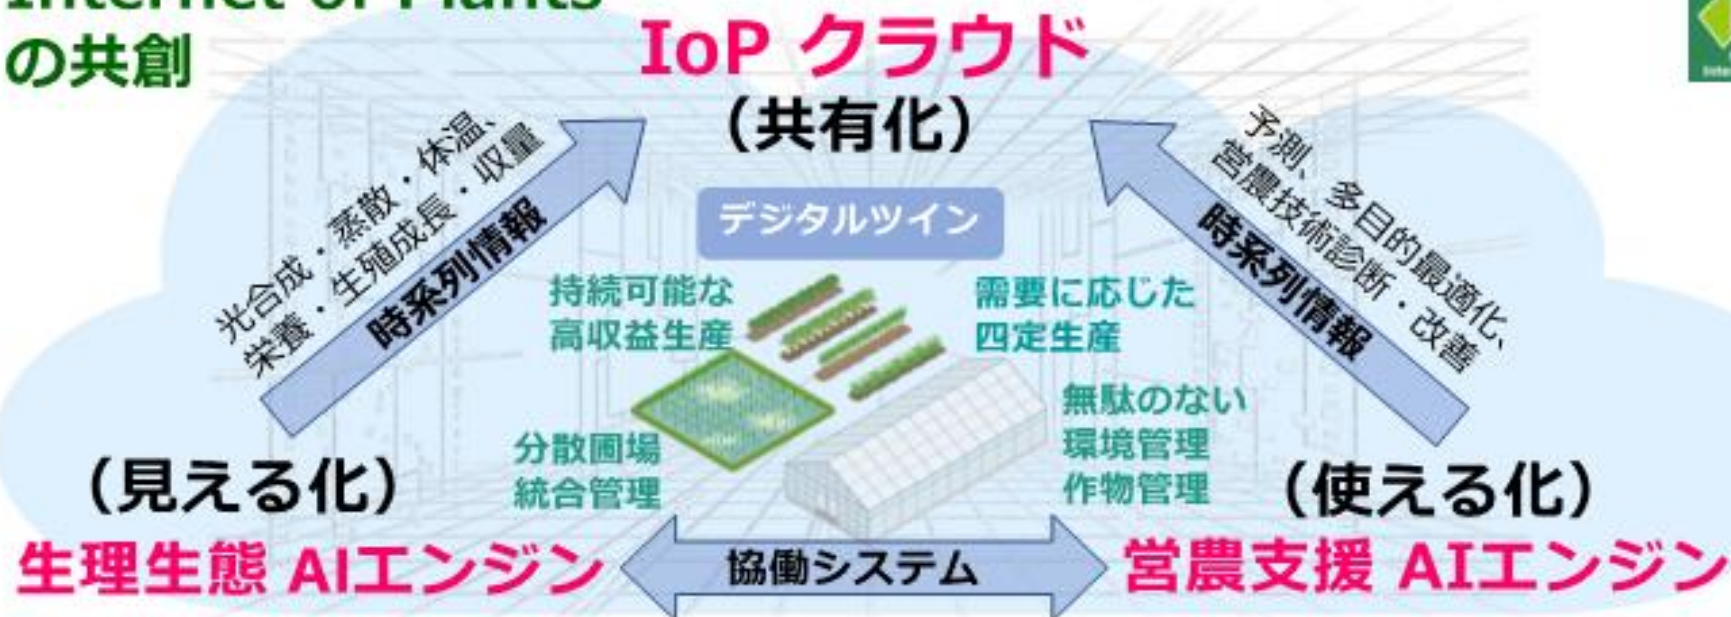 Internet of Plants
の共創
IoP クラウド
（共有化）
光合成・蒸散・体温、
栄養・生殖成長・収量
時系列情報
予測、多目的最適化、
営農技術診断・改善
時系列情報
デジタルツイン
持続可能な
高収益生産
需要に応じた
四定生産
分散圃場
統合管理
無駄のない
環境管理
作物管理
（見える化）
生理生態 AIエンジン
協働システム
（使える化）
営農支援 AIエンジン